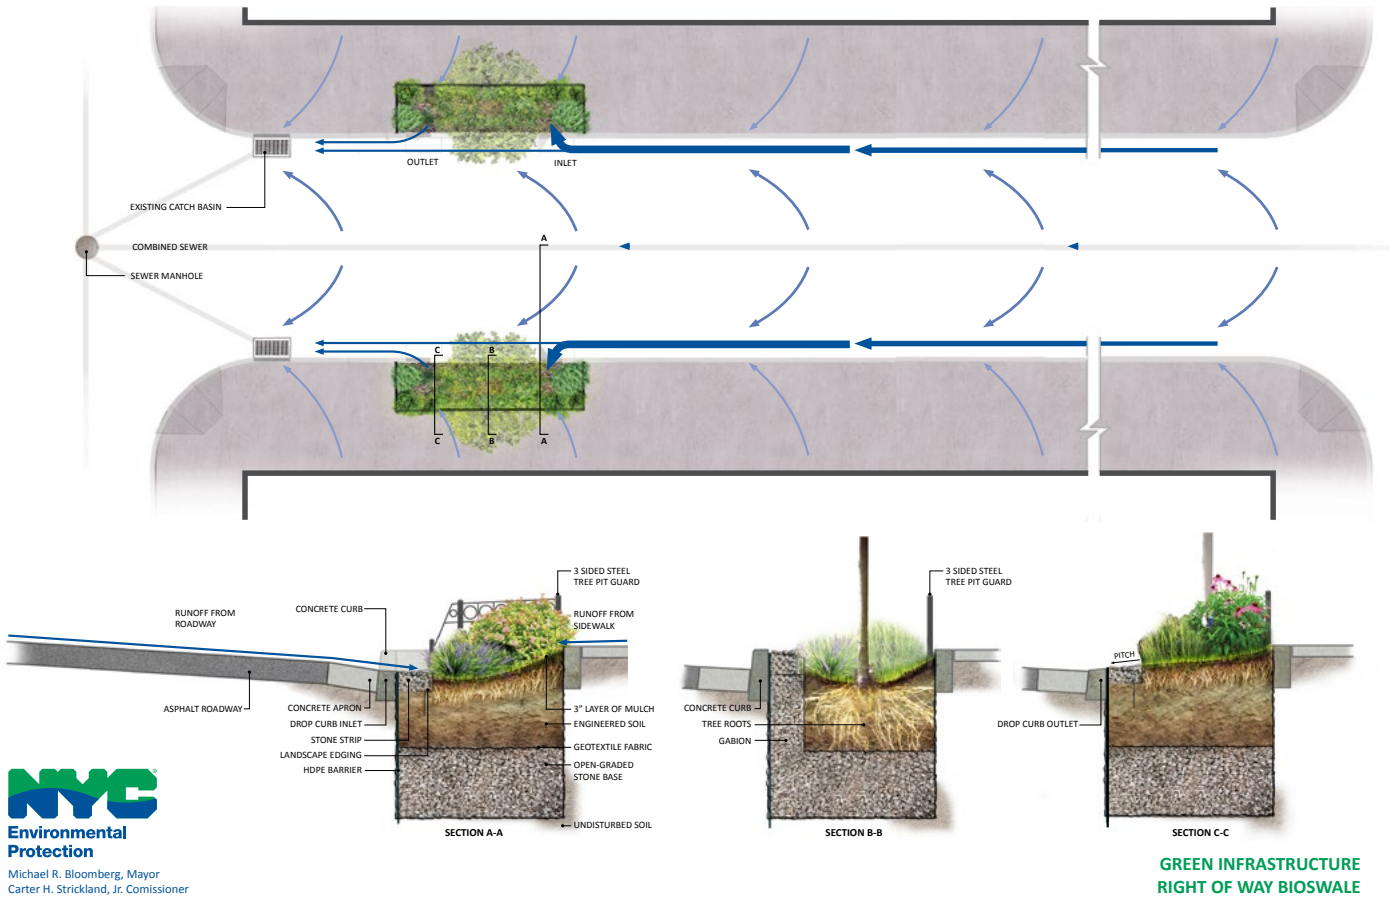 OUTLET
INLET
EXISTING CATCH BASIN
COMBINED SEWER
SEWER MANHOLE
A
C
B
C
B
A
RUNOFF FROM
ROADWAY
CONCRETE CURB
3 SIDED STEEL
TREE PIT GUARD
RUNOFF FROM
SIDEWALK
ASPHALT ROADWAY
CONCRETE APRON
DROP CURB INLET
STONE STRIP
LANDSCAPE EDGING
HDPE BARRIER
3" LAYER OF MULCH
ENGINEERED SOIL
GEOTEXTILE FABRIC
OPEN-GRADED
STONE BASE
UNDISTURBED SOIL
SECTION A-A
3 SIDED STEEL
TREE PIT GUARD
CONCRETE CURB
TREE ROOTS
GABION
SECTION B-B
PITCH
DROP CURB OUTLET
SECTION C-C
NYC
Environmental
Protection
Michael R. Bloomberg, Mayor
Carter H. Strickland, Jr. Comissioner
GREEN INFRASTRUCTURE
RIGHT OF WAY BIOSWALE